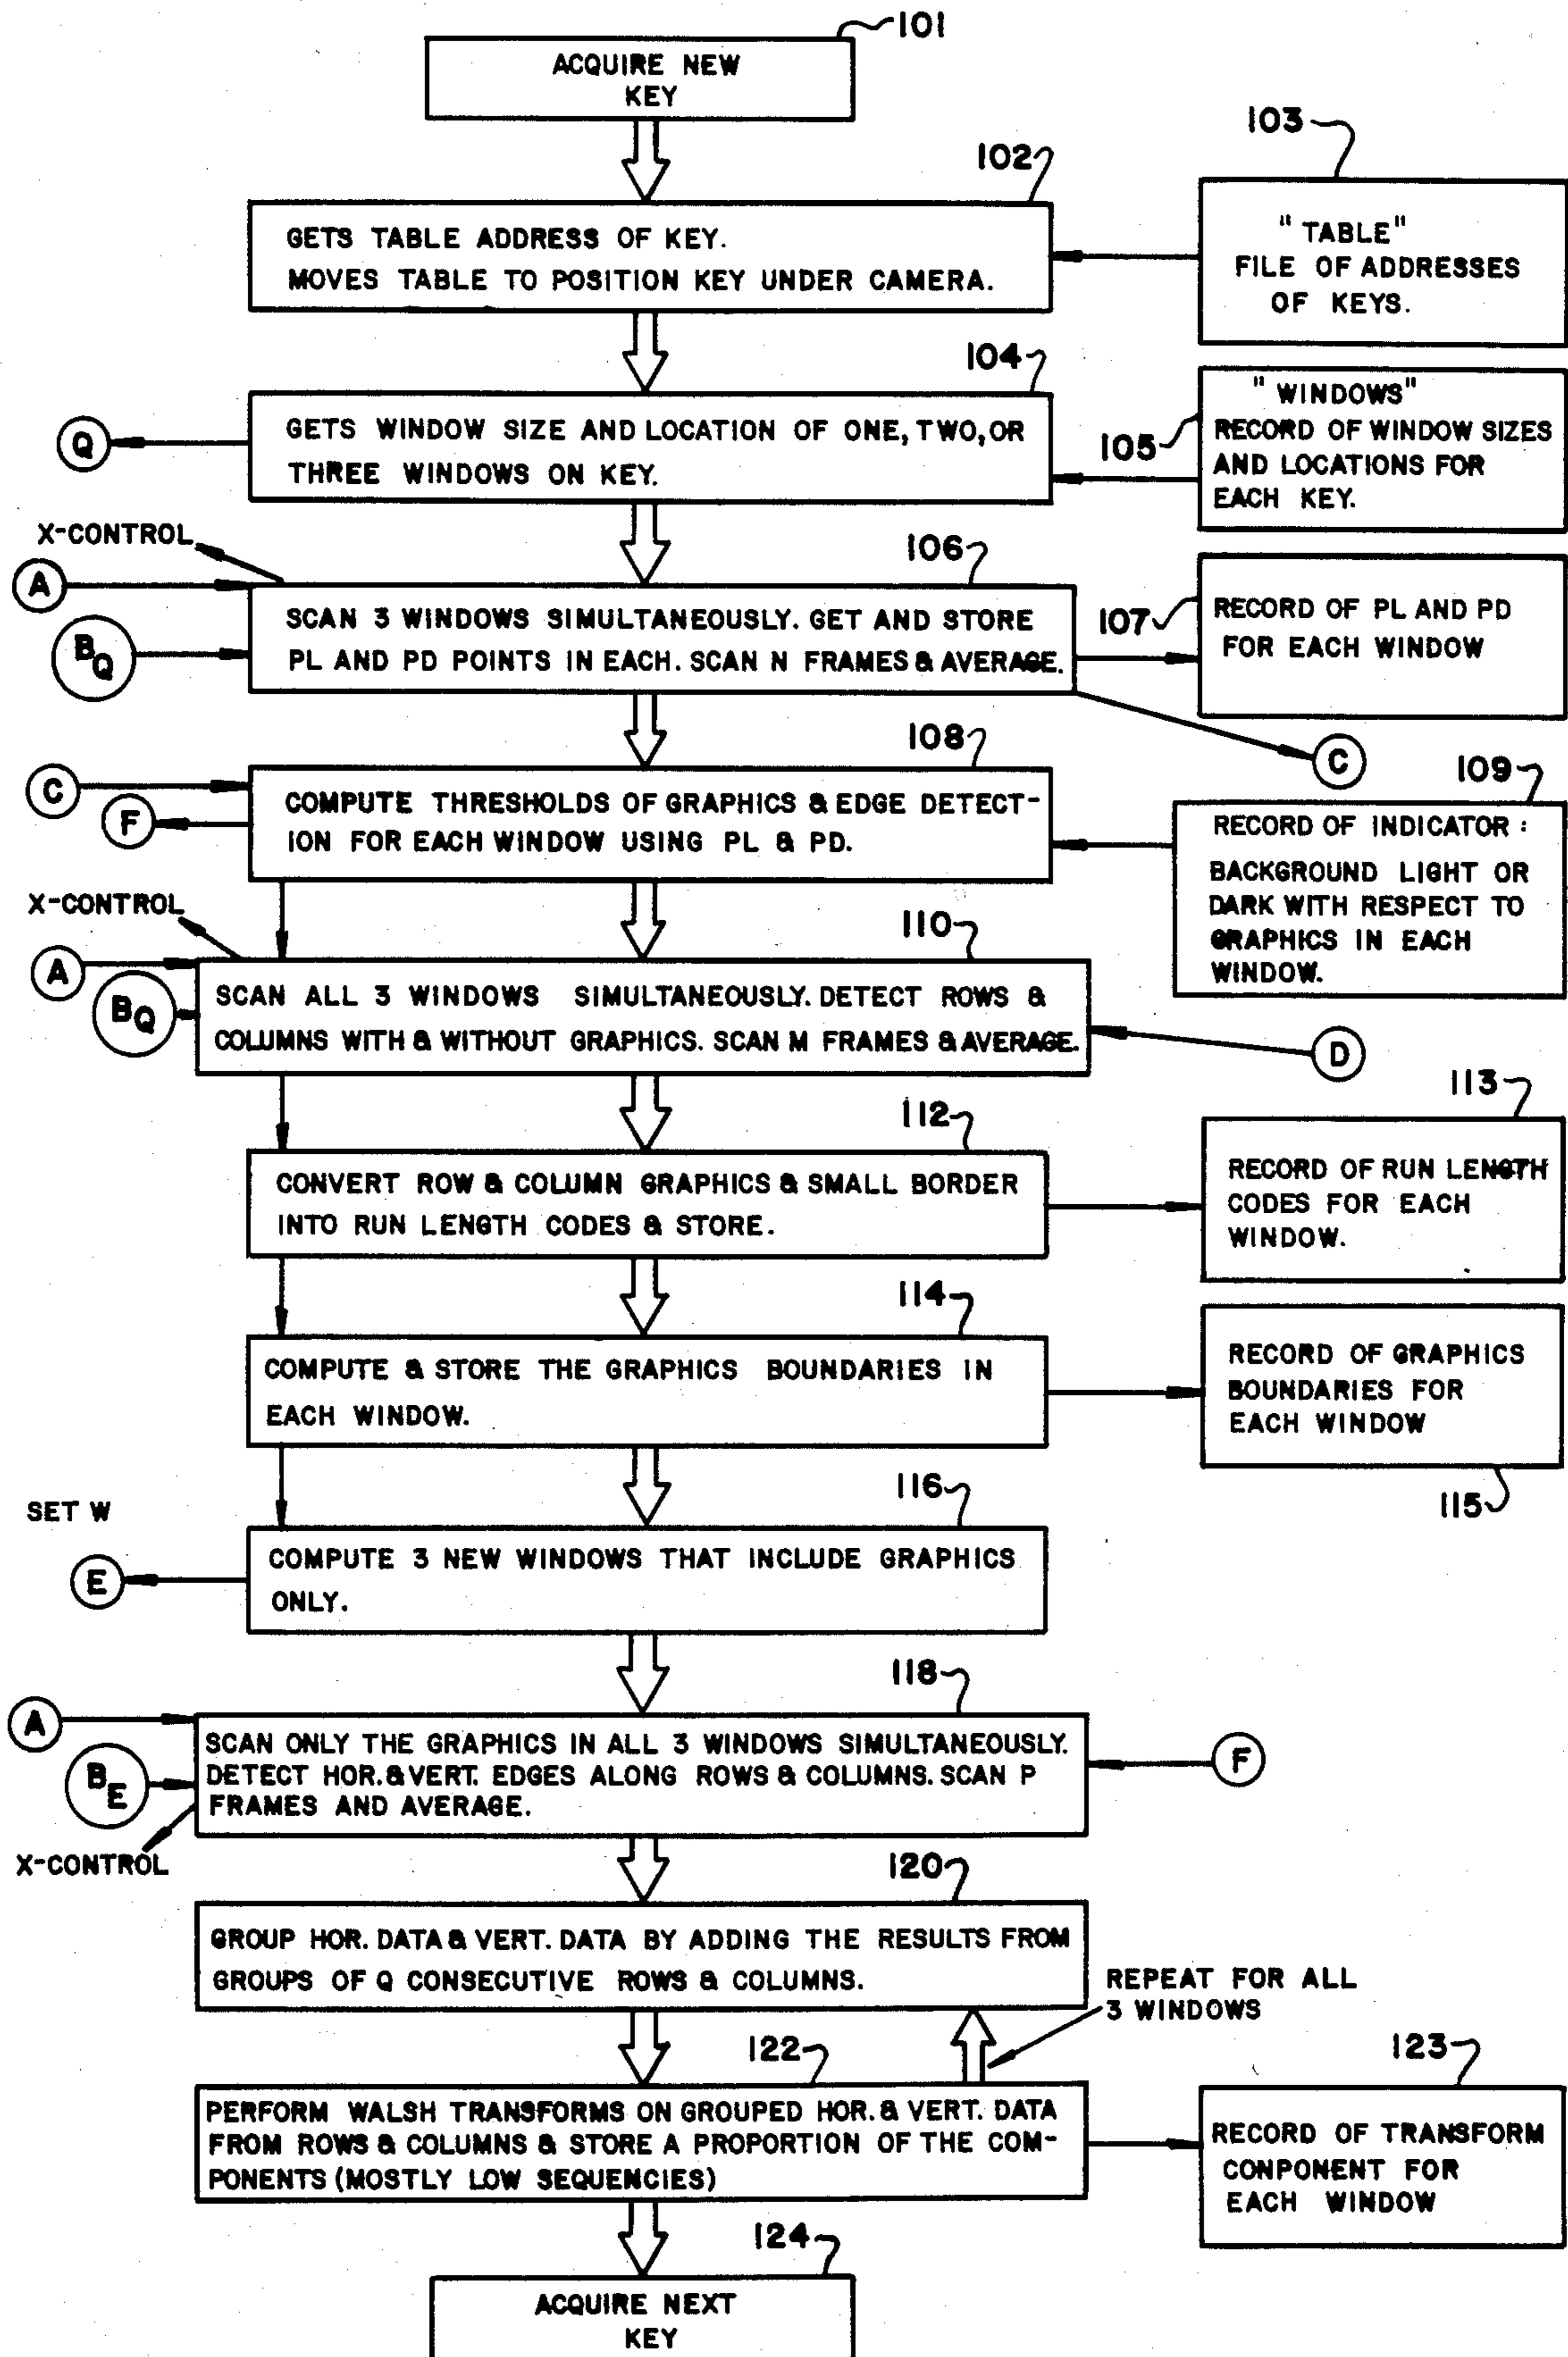 101
ACQUIRE NEW
KEY
102
103
GETS TABLE ADDRESS OF KEY.
MOVES TABLE TO POSITION KEY UNDER CAMERA.
" TABLE"
FILE OF ADDRESSES
OF KEYS.
104
Q
GETS WINDOW SIZE AND LOCATION OF ONE, TWO, OR
THREE WINDOWS ON KEY.
105
" WINDOWS"
RECORD OF WINDOW SIZES
AND LOCATIONS FOR
EACH KEY.
X-CONTROL
A
BQ
106
SCAN 3 WINDOWS SIMULTANEOUSLY. GET AND STORE
PL AND PD POINTS IN EACH. SCAN N FRAMES & AVERAGE.
107
RECORD OF PL AND PD
FOR EACH WINDOW
C
108
C
F
COMPUTE THRESHOLDS OF GRAPHICS & EDGE DETECT-
ION FOR EACH WINDOW USING PL & PD.
109
RECORD OF INDICATOR :
BACKGROUND LIGHT OR
DARK WITH RESPECT TO
GRAPHICS IN EACH
WINDOW.
X-CONTROL
A
BQ
110
SCAN ALL 3 WINDOWS SIMULTANEOUSLY. DETECT ROWS &
COLUMNS WITH & WITHOUT GRAPHICS. SCAN M FRAMES & AVERAGE.
D
112
113
CONVERT ROW & COLUMN GRAPHICS & SMALL BORDER
INTO RUN LENGTH CODES & STORE.
RECORD OF RUN LENGTH
CODES FOR EACH
WINDOW.
114
COMPUTE & STORE THE GRAPHICS BOUNDARIES IN
EACH WINDOW.
RECORD OF GRAPHICS
BOUNDARIES FOR
EACH WINDOW
115
SET W
E
116
COMPUTE 3 NEW WINDOWS THAT INCLUDE GRAPHICS
ONLY.
118
A
BE
X-CONTROL
SCAN ONLY THE GRAPHICS IN ALL 3 WINDOWS SIMULTANEOUSLY.
DETECT HOR. & VERT. EDGES ALONG ROWS & COLUMNS. SCAN P
FRAMES AND AVERAGE.
F
120
GROUP HOR. DATA & VERT. DATA BY ADDING THE RESULTS FROM
GROUPS OF Q CONSECUTIVE ROWS & COLUMNS.
REPEAT FOR ALL
3 WINDOWS
122
123
PERFORM WALSH TRANSFORMS ON GROUPED HOR. & VERT. DATA
FROM ROWS & COLUMNS & STORE A PROPORTION OF THE COM-
PONENTS (MOSTLY LOW SEQUENCIES)
RECORD OF TRANSFORM
CONPONENT FOR
EACH WINDOW
124
ACQUIRE NEXT
KEY